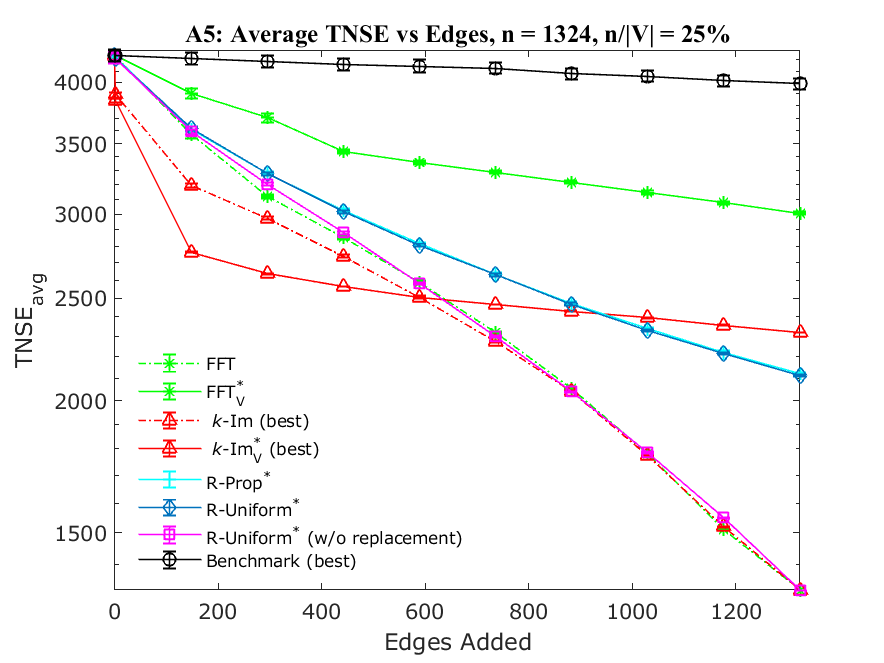 A5: Average TNSE vs Edges, n = 1324, n/|V| = 25%
4000
3500
3000
2500
2000
1500
TNSE_avg
FFT
FFT*_V
k-Im (best)
k-Im*_V (best)
R-Prop*
R-Uniform*
R-Uniform* (w/o replacement)
Benchmark (best)
0 200 400 600 800 1000 1200
Edges Added